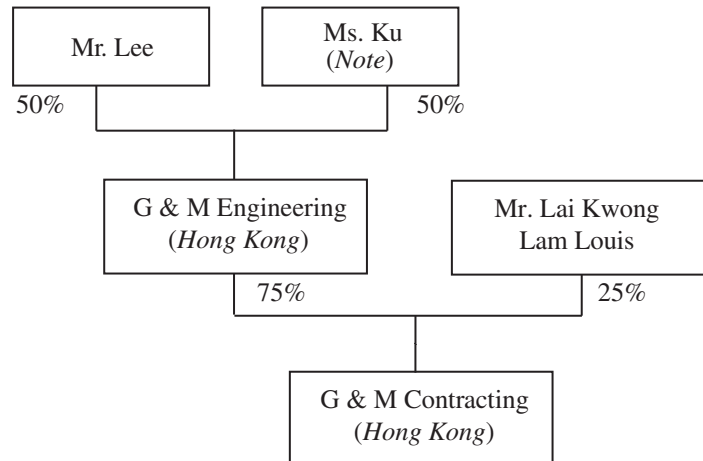 Mr. Lee
Ms. Ku
(Note)
50%
50%
G & M Engineering
(Hong Kong)
Mr. Lai Kwong
Lam Louis
75%
25%
G & M Contracting
(Hong Kong)